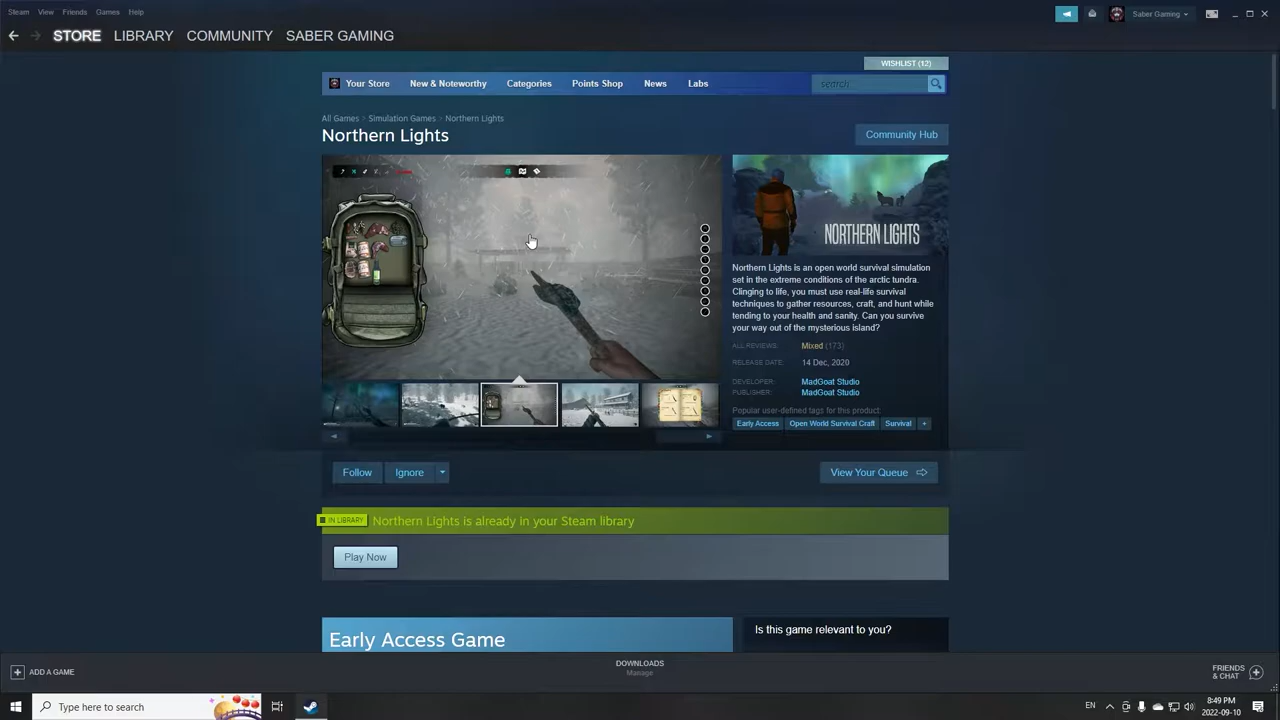 Steam View Friends Games Help
Saber Gaming
STORE LIBRARY COMMUNITY SABER GAMING
WISHLIST (12)
Your Store New & Noteworthy Categories Points Shop News Labs
search
All Games > Simulation Games > Northern Lights
Northern Lights
Community Hub
NORTHERN LIGHTS
Northern Lights is an open world survival simulation
set in the extreme conditions of the arctic tundra.
Clinging to life, you must use real-life survival
techniques to gather resources, craft, and hunt while
tending to your health and sanity. Can you survive
your way out of the mysterious island?
ALL REVIEWS: Mixed (173)
RELEASE DATE: 14 Dec, 2020
DEVELOPER: MadGoat Studio
PUBLISHER: MadGoat Studio
Popular user-defined tags for this product:
Early Access Open World Survival Craft Survival +
Follow Ignore View Your Queue
IN LIBRARY Northern Lights is already in your Steam library
Play Now
Early Access Game
Is this game relevant to you?
ADD A GAME
DOWNLOADS
Manage
FRIENDS
& CHAT
Type here to search
EN
8:49 PM
2022-09-10